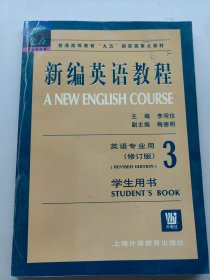 普通高等教育“九五”国家级重点教材
新编英语教程
A NEW ENGLISH COURSE
主 编 李观仪
副主编 梅德明
英语专业用
(修订版)
(REVISED EDITION)
3
学生用书
STUDENT'S BOOK
外教社
上海外语教育出版社